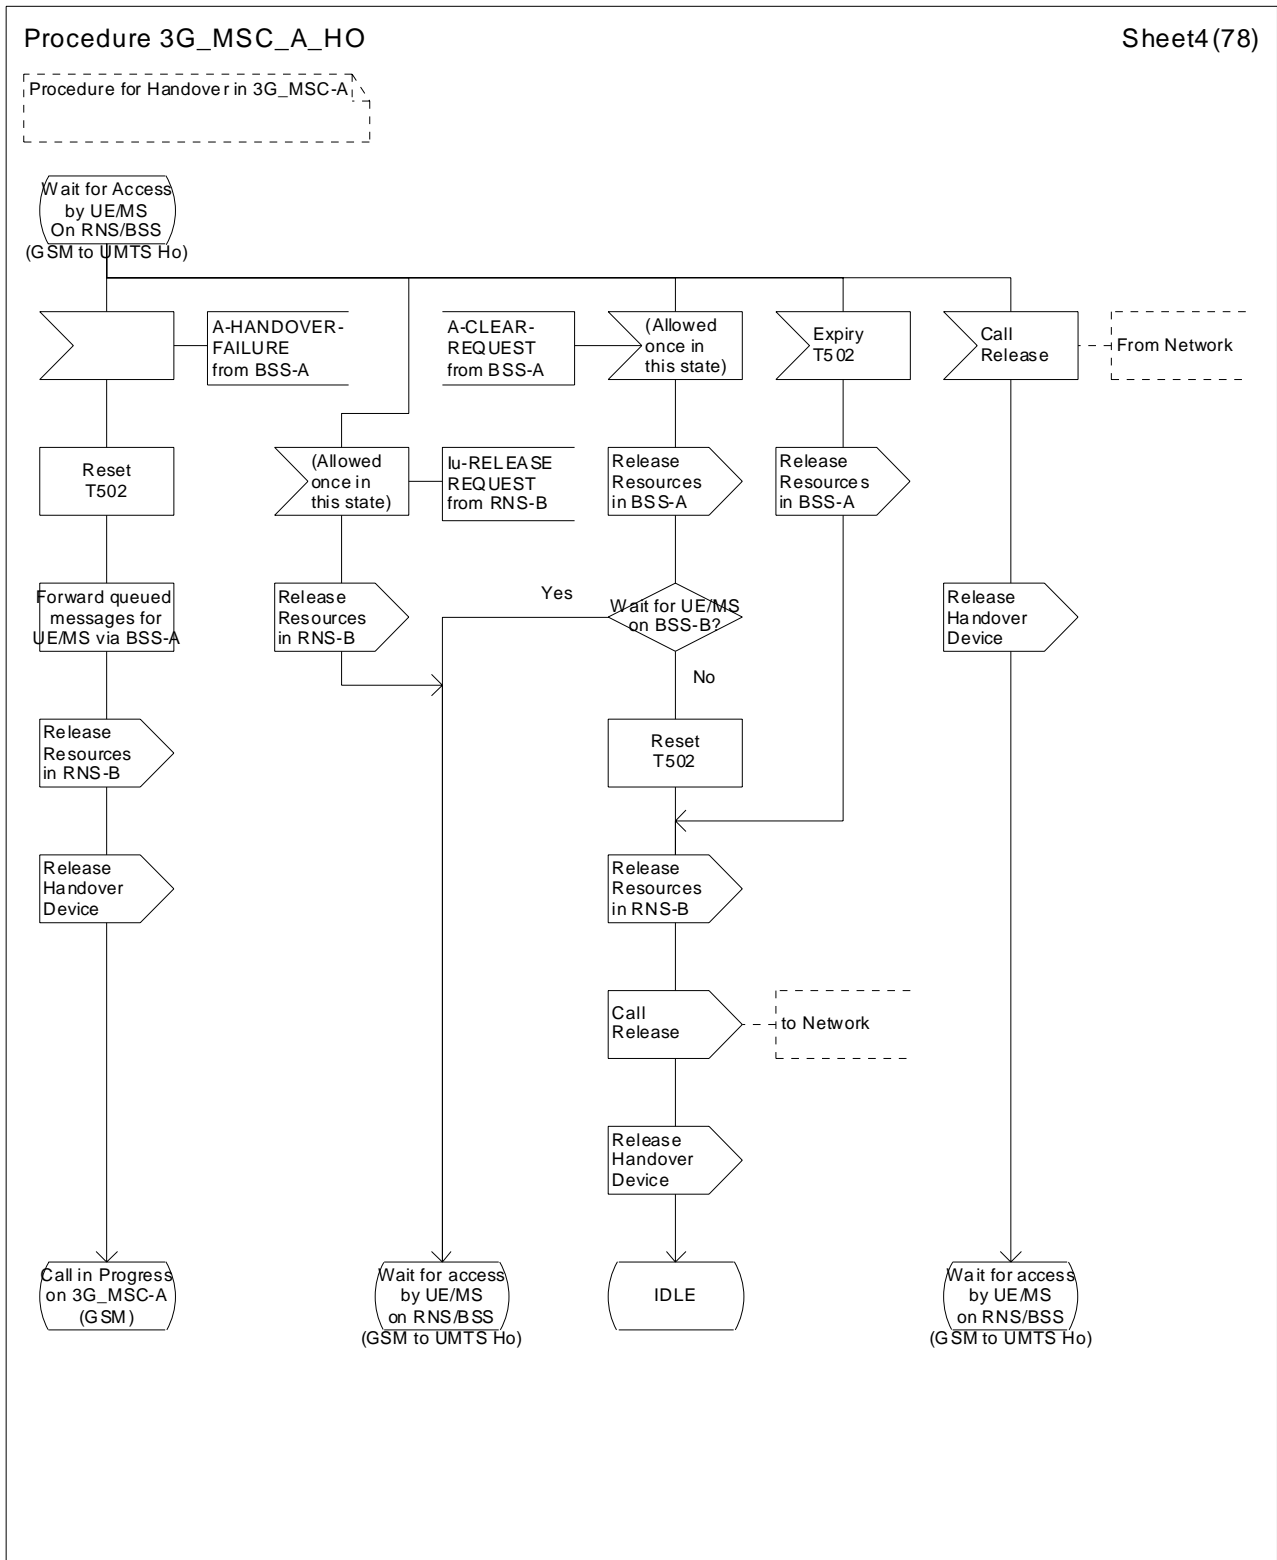 Procedure 3G_MSC_A_HO
Sheet4(78)
Procedure for Handover in 3G_MSC-A
Wait for Access
by UE/MS
On RNS/BSS
(GSM to UMTS Ho)
A-HANDOVER-
FAILURE
from BSS-A
A-CLEAR-
REQUEST
from BSS-A
(Allowed
once in
this state)
Expiry
T502
Call
Release
From Network
Reset
T502
(Allowed
once in
this state)
Iu-RELEASE
REQUEST
from RNS-B
Release
Resources
in BSS-A
Release
Resources
in BSS-A
Forward queued
messages for
UE/MS via BSS-A
Release
Resources
in RNS-B
Yes
Wait for UE/MS
on BSS-B?
No
Release
Handover
Device
Release
Resources
in RNS-B
Reset
T502
Release
Handover
Device
Release
Resources
in RNS-B
Call
Release
to Network
Release
Handover
Device
Call in Progress
on 3G_MSC-A
(GSM)
Wait for access
by UE/MS
on RNS/BSS
(GSM to UMTS Ho)
IDLE
Wait for access
by UE/MS
on RNS/BSS
(GSM to UMTS Ho)